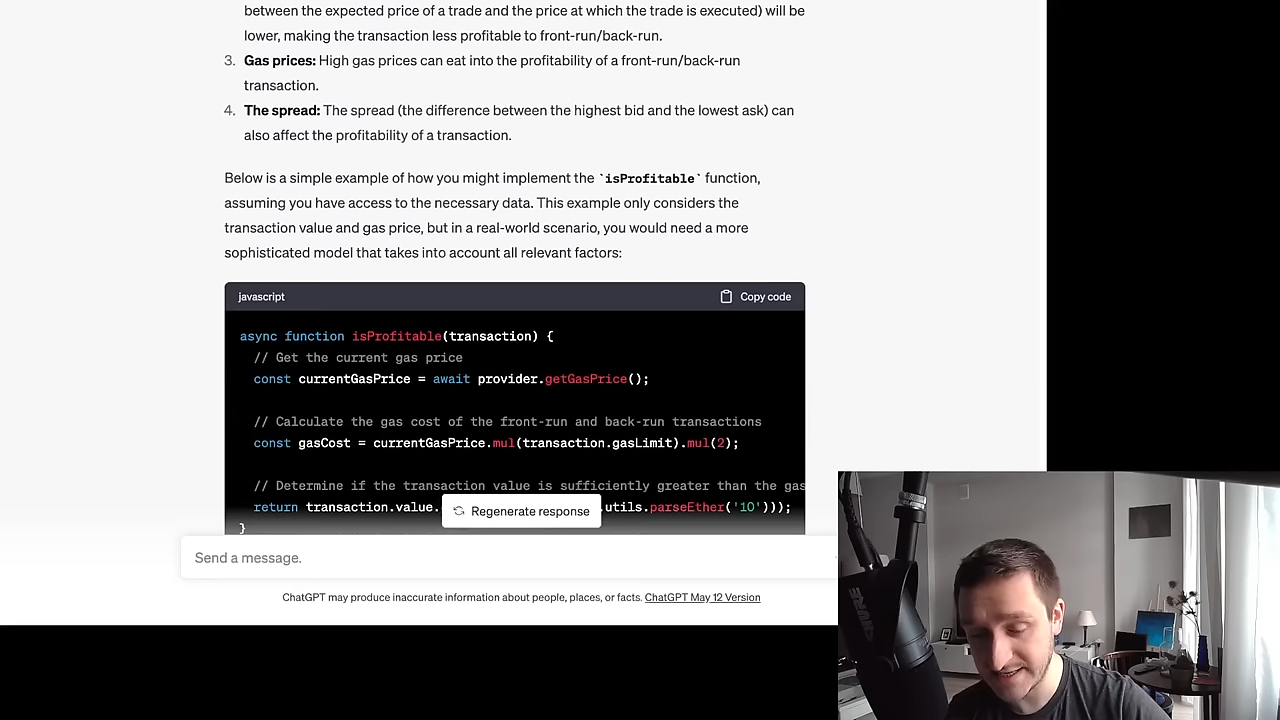 between the expected price of a trade and the price at which the trade is executed) will be
lower, making the transaction less profitable to front-run/back-run.
3. Gas prices: High gas prices can eat into the profitability of a front-run/back-run
transaction.
4. The spread: The spread (the difference between the highest bid and the lowest ask) can
also affect the profitability of a transaction.
Below is a simple example of how you might implement the `isProfitable` function,
assuming you have access to the necessary data. This example only considers the
transaction value and gas price, but in a real-world scenario, you would need a more
sophisticated model that takes into account all relevant factors:
javascript Copy code
async function isProfitable(transaction) {
// Get the current gas price
const currentGasPrice = await provider.getGasPrice();
// Calculate the gas cost of the front-run and back-run transactions
const gasCost = currentGasPrice.mul(transaction.gasLimit).mul(2);
// Determine if the transaction value is sufficiently greater than the gas
return transaction.value. .utils.parseEther('10')));
Regenerate response
}
Send a message.
ChatGPT may produce inaccurate information about people, places, or facts. ChatGPT May 12 Version
SHURE